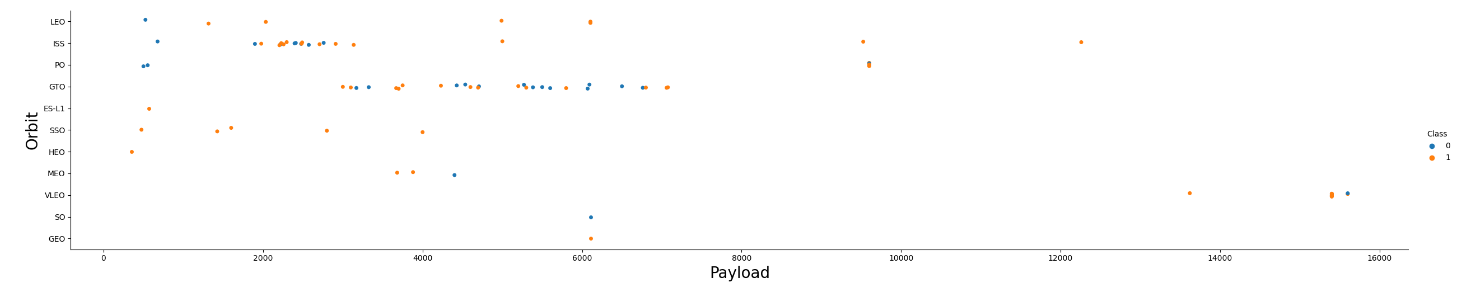 Orbit
LEO
ISS
PO
GTO
ES-L1
SSO
HEO
MEO
VLEO
SO
GEO
0 2000 4000 6000 8000 10000 12000 14000 16000
Payload
Class
0
1